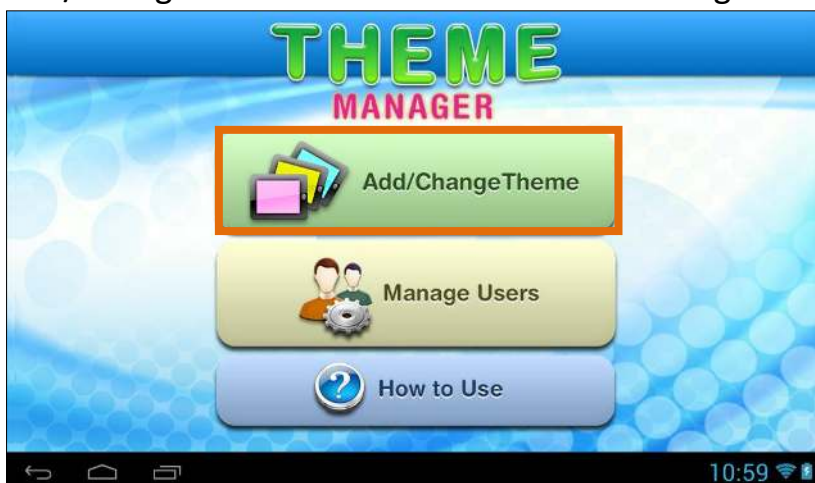 THEME
MANAGER
Add/ChangeTheme
Manage Users
How to Use
10:59